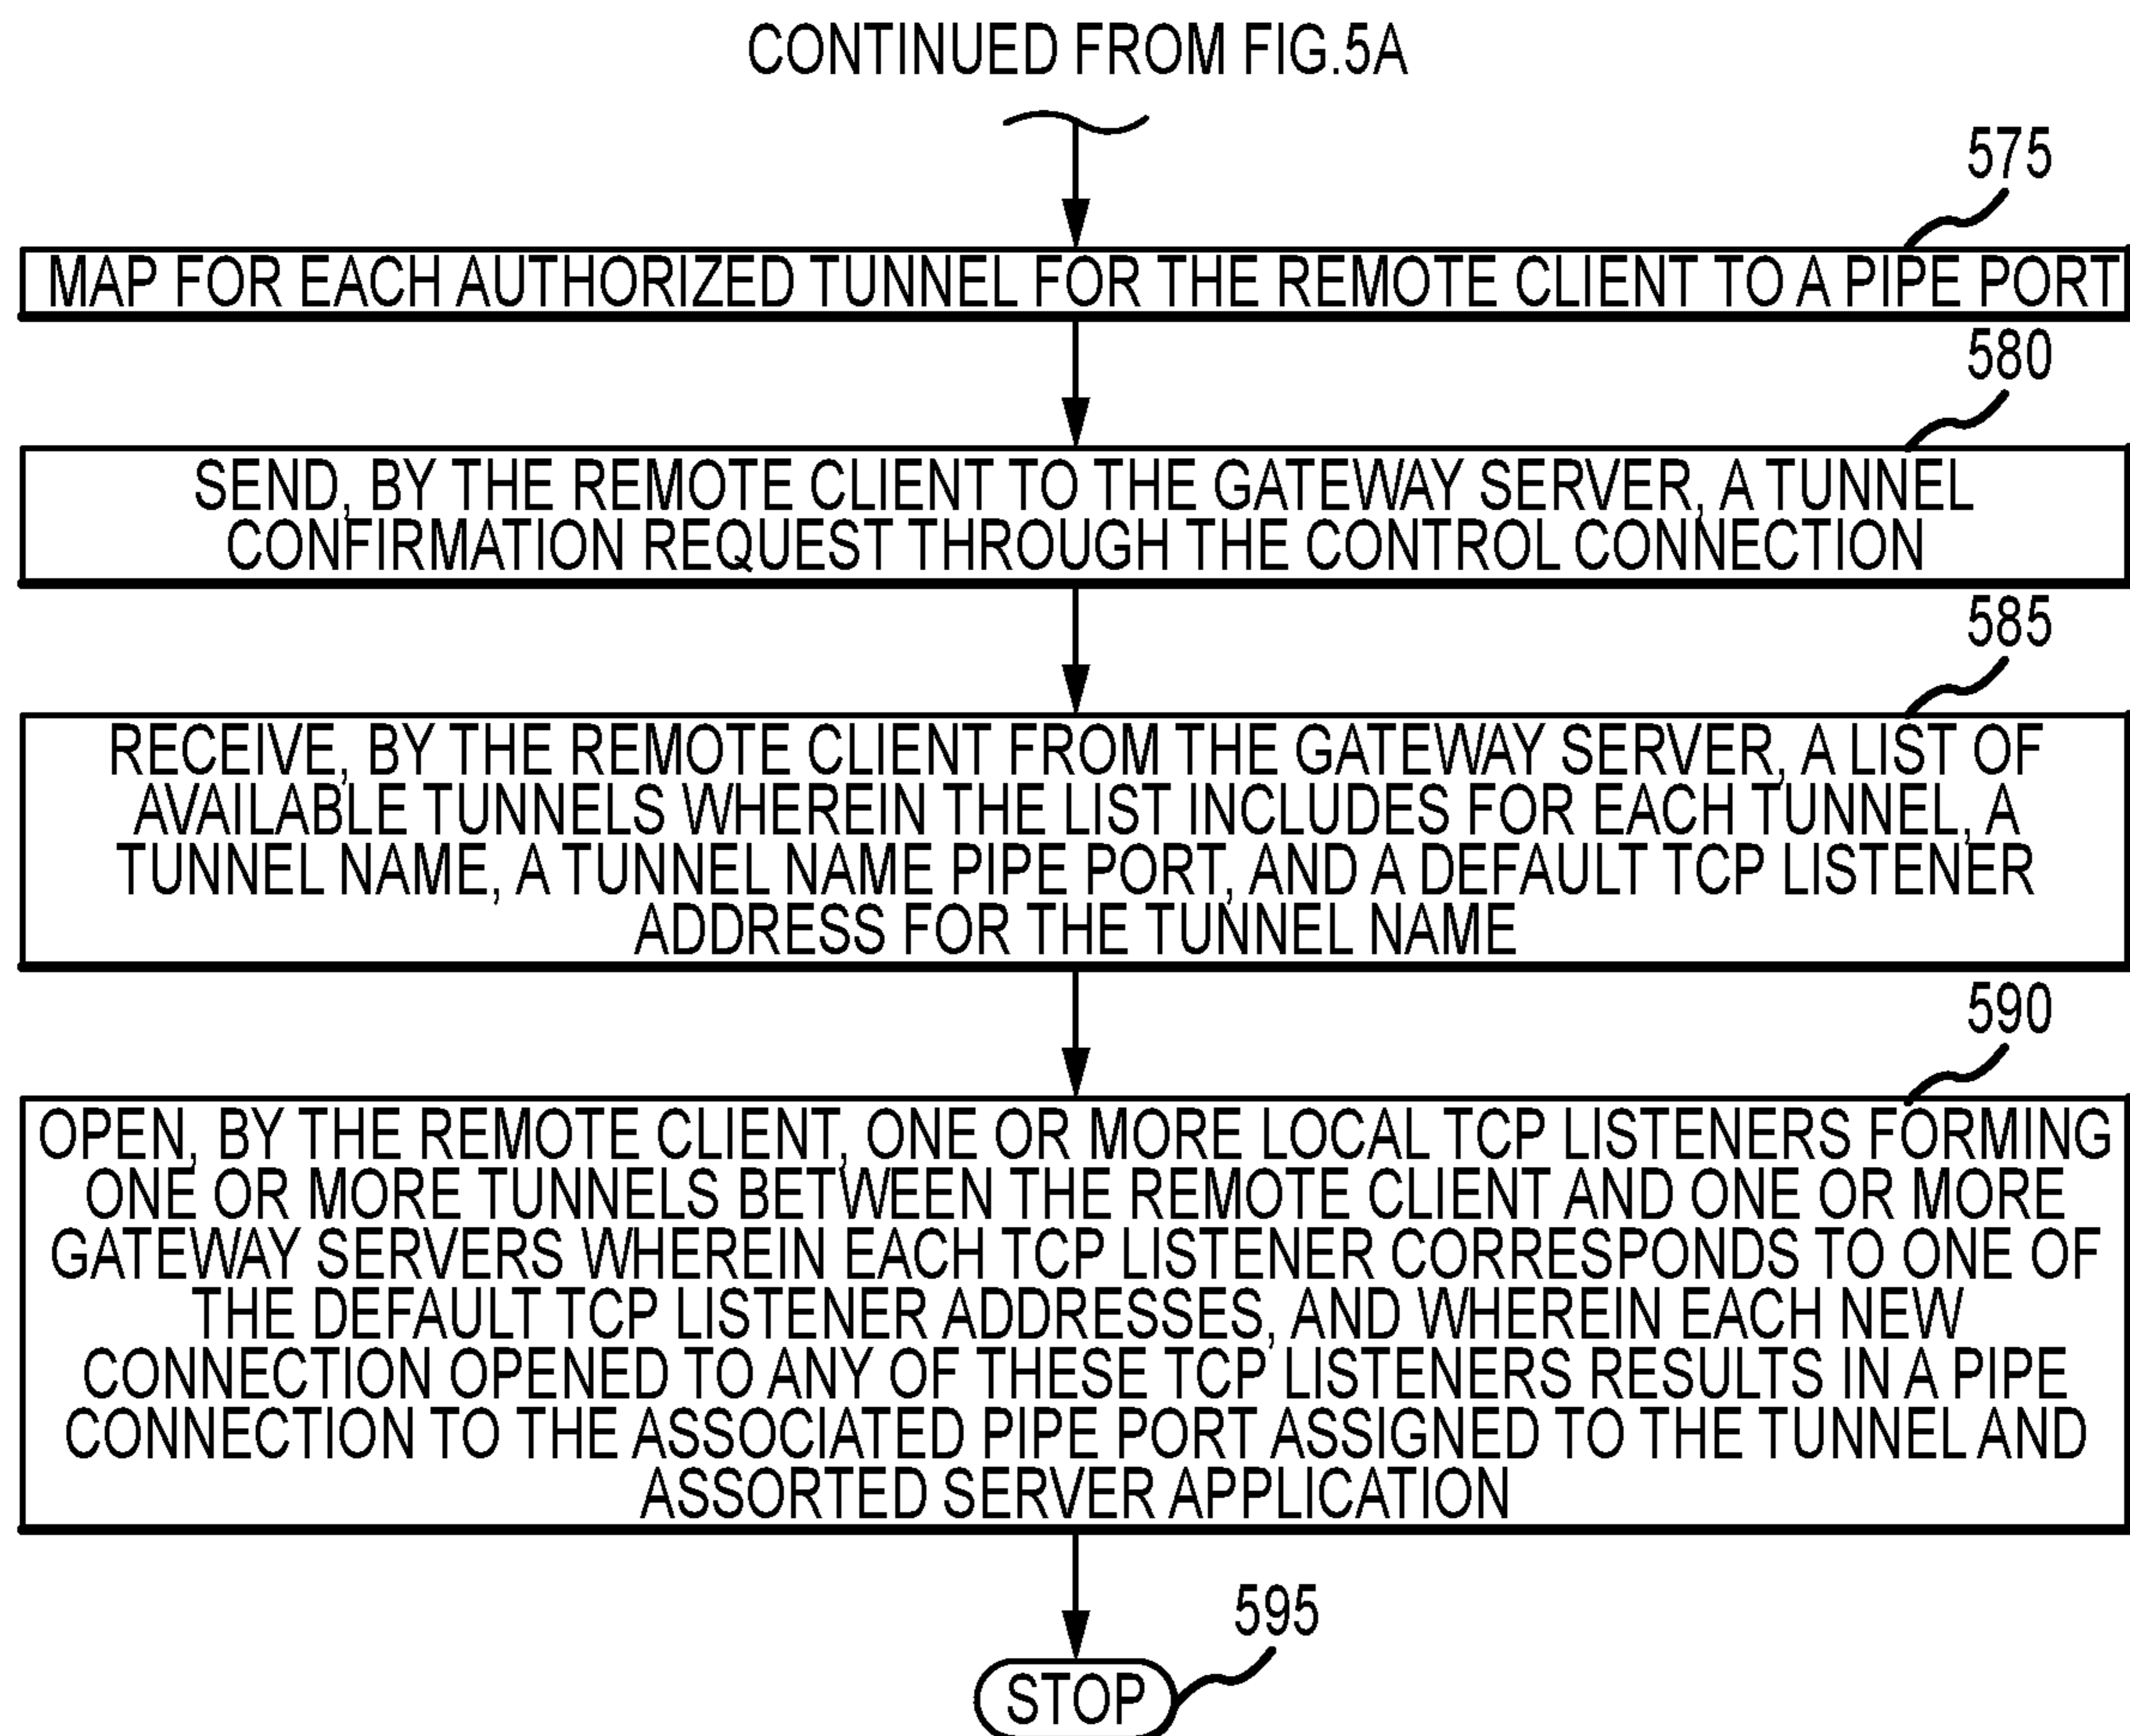 CONTINUED FROM FIG.5A
575
MAP FOR EACH AUTHORIZED TUNNEL FOR THE REMOTE CLIENT TO A PIPE PORT
580
SEND, BY THE REMOTE CLIENT TO THE GATEWAY SERVER, A TUNNEL
CONFIRMATION REQUEST THROUGH THE CONTROL CONNECTION
585
RECEIVE, BY THE REMOTE CLIENT FROM THE GATEWAY SERVER, A LIST OF
AVAILABLE TUNNELS WHEREIN THE LIST INCLUDES FOR EACH TUNNEL, A
TUNNEL NAME, A TUNNEL NAME PIPE PORT, AND A DEFAULT TCP LISTENER
ADDRESS FOR THE TUNNEL NAME
590
OPEN, BY THE REMOTE CLIENT, ONE OR MORE LOCAL TCP LISTENERS FORMING
ONE OR MORE TUNNELS BETWEEN THE REMOTE CLIENT AND ONE OR MORE
GATEWAY SERVERS WHEREIN EACH TCP LISTENER CORRESPONDS TO ONE OF
THE DEFAULT TCP LISTENER ADDRESSES, AND WHEREIN EACH NEW
CONNECTION OPENED TO ANY OF THESE TCP LISTENERS RESULTS IN A PIPE
CONNECTION TO THE ASSOCIATED PIPE PORT ASSIGNED TO THE TUNNEL AND
ASSORTED SERVER APPLICATION
595
STOP